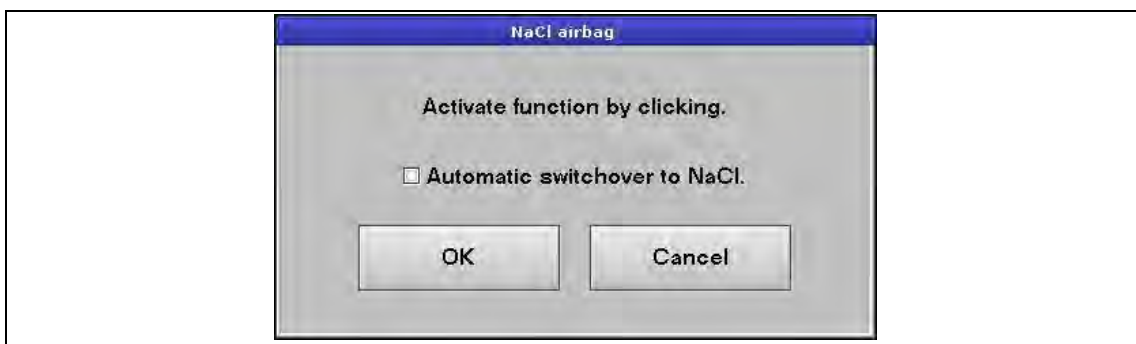 NaCl airbag
Activate function by clicking.
Automatic switchover to NaCl.
OK
Cancel